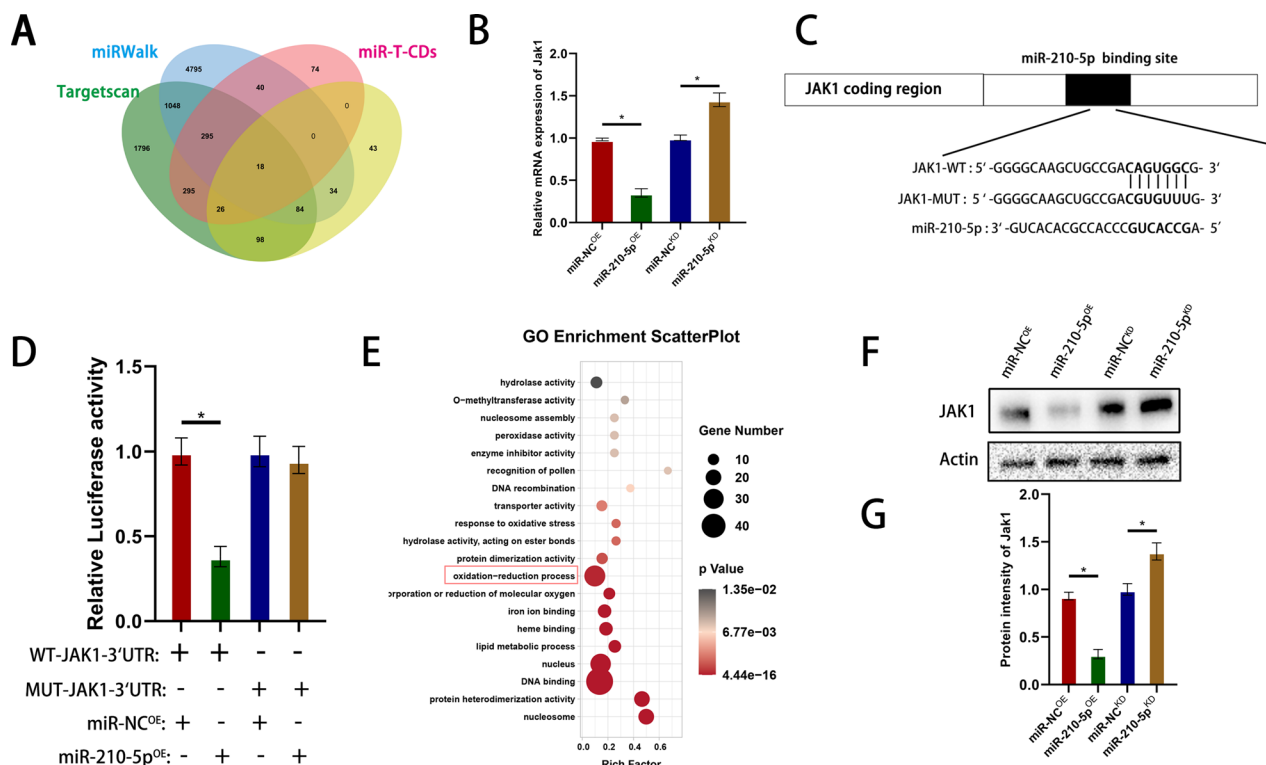 A
miRWalk
miR-T-CDs
Targetscan
4795
74
40
0
1048
295
0
1796
18
43
295
34
26
84
98
B
Relative mRNA expression of Jak1
2.0
1.5
1.0
0.5
0.0
*
*
miR-NC^OE
miR-210-5p^OE
miR-NC^KD
miR-210-5p^KD
C
miR-210-5p binding site
JAK1 coding region
JAK1-WT : 5‘ -GGGGCAAGCUGCCGACAGUGGCG- 3‘
JAK1-MUT : 5‘ -GGGGCAAGCUGCCGACGUGUUUG- 3‘
miR-210-5p : 3‘ -GUCACACGCCACCCGUCACCGA- 5′
D
Relative Luciferase activity
1.5
1.0
0.5
0.0
*
WT-JAK1-3‘UTR: + + - -
MUT-JAK1-3‘UTR: - - + +
miR-NC^OE: + - + -
miR-210-5p^OE: - + - +
E
GO Enrichment ScatterPlot
hydrolase activity
O−methyltransferase activity
nucleosome assembly
peroxidase activity
enzyme inhibitor activity
recognition of pollen
DNA recombination
transporter activity
response to oxidative stress
hydrolase activity, acting on ester bonds
protein dimerization activity
oxidation−reduction process
orporation or reduction of molecular oxygen
iron ion binding
heme binding
lipid metabolic process
nucleus
DNA binding
protein heterodimerization activity
nucleosome
0.0 0.2 0.4 0.6
Rich Factor
Gene Number
10
20
30
40
p Value
1.35e−02
6.77e−03
4.44e−16
F
miR-NC^OE
miR-210-5p^OE
miR-NC^KD
miR-210-5p^KD
JAK1
Actin
G
Protein intensity of Jak1
2.0
1.5
1.0
0.5
0.0
*
*
miR-NC^OE
miR-210-5p^OE
miR-NC^KD
miR-210-5p^KD